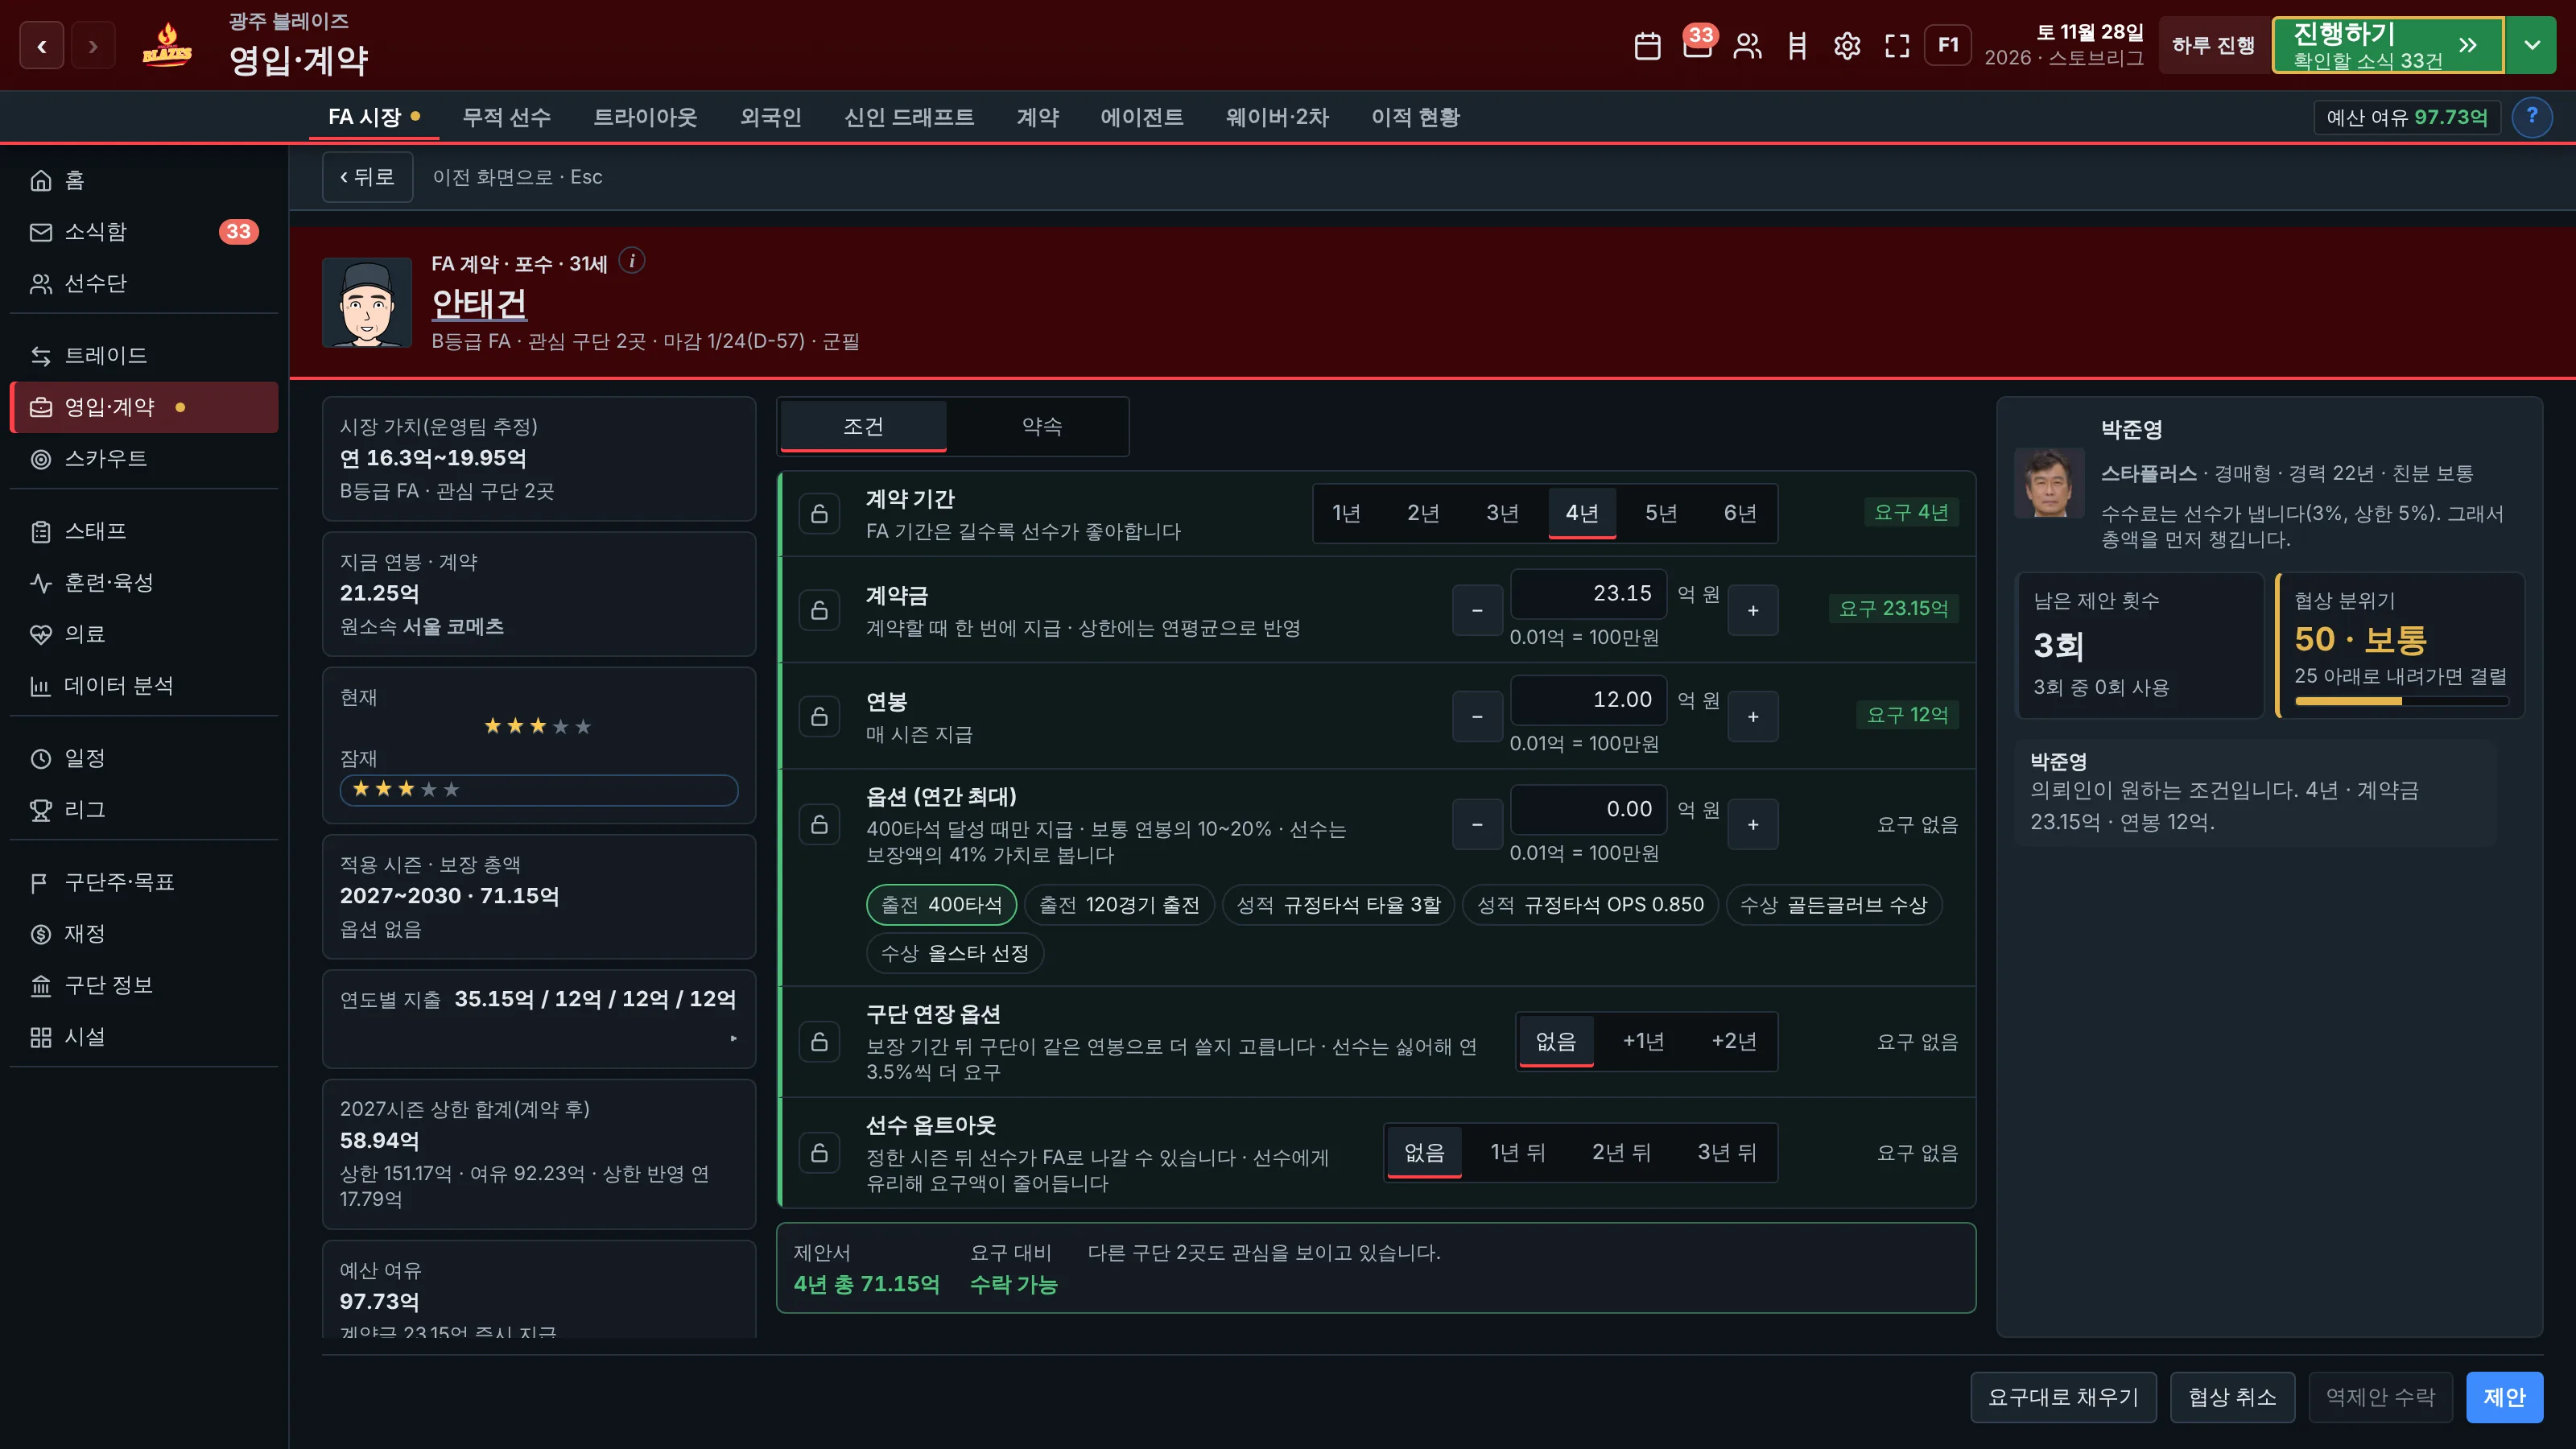 광주 블레이즈
영입·계약
BLAZES
33
F1
토 11월 28일
2026 · 스토브리그
하루 진행
진행하기
확인할 소식 33건
FA 시장
무적 선수
트라이아웃
외국인
신인 드래프트
계약
에이전트
웨이버·2차
이적 현황
예산 여유 97.73억
?
홈
소식함 33
선수단
트레이드
영입·계약
스카우트
스태프
훈련·육성
의료
데이터 분석
일정
리그
구단주·목표
재정
구단 정보
시설
‹ 뒤로
이전 화면으로 · Esc
FA 계약 · 포수 · 31세 i
안태건
B등급 FA · 관심 구단 2곳 · 마감 1/24(D-57) · 군필
시장 가치(운영팀 추정)
연 16.3억~19.95억
B등급 FA · 관심 구단 2곳
지금 연봉 · 계약
21.25억
원소속 서울 코메츠
현재
★★★★★
잠재
★★★★★
적용 시즌 · 보장 총액
2027~2030 · 71.15억
옵션 없음
연도별 지출 35.15억 / 12억 / 12억 / 12억
2027시즌 상한 합계(계약 후)
58.94억
상한 151.17억 · 여유 92.23억 · 상한 반영 연
17.79억
예산 여유
97.73억
계약금 23.15억 즉시 지급
조건
약속
계약 기간
FA 기간은 길수록 선수가 좋아합니다
1년 2년 3년 4년 5년 6년
요구 4년
계약금
계약할 때 한 번에 지급 · 상한에는 연평균으로 반영
− 23.15 억 원 +
0.01억 = 100만원
요구 23.15억
연봉
매 시즌 지급
− 12.00 억 원 +
0.01억 = 100만원
요구 12억
옵션 (연간 최대)
400타석 달성 때만 지급 · 보통 연봉의 10~20% · 선수는
보장액의 41% 가치로 봅니다
− 0.00 억 원 +
0.01억 = 100만원
요구 없음
출전 400타석
출전 120경기 출전
성적 규정타석 타율 3할
성적 규정타석 OPS 0.850
수상 골든글러브 수상
수상 올스타 선정
구단 연장 옵션
보장 기간 뒤 구단이 같은 연봉으로 더 쓸지 고릅니다 · 선수는 싫어해 연
3.5%씩 더 요구
없음 +1년 +2년
요구 없음
선수 옵트아웃
정한 시즌 뒤 선수가 FA로 나갈 수 있습니다 · 선수에게
유리해 요구액이 줄어듭니다
없음 1년 뒤 2년 뒤 3년 뒤
요구 없음
제안서
4년 총 71.15억
요구 대비
수락 가능
다른 구단 2곳도 관심을 보이고 있습니다.
박준영
스타플러스 · 경매형 · 경력 22년 · 친분 보통
수수료는 선수가 냅니다(3%, 상한 5%). 그래서
총액을 먼저 챙깁니다.
남은 제안 횟수
3회
3회 중 0회 사용
협상 분위기
50 · 보통
25 아래로 내려가면 결렬
박준영
의뢰인이 원하는 조건입니다. 4년 · 계약금
23.15억 · 연봉 12억.
요구대로 채우기
협상 취소
역제안 수락
제안